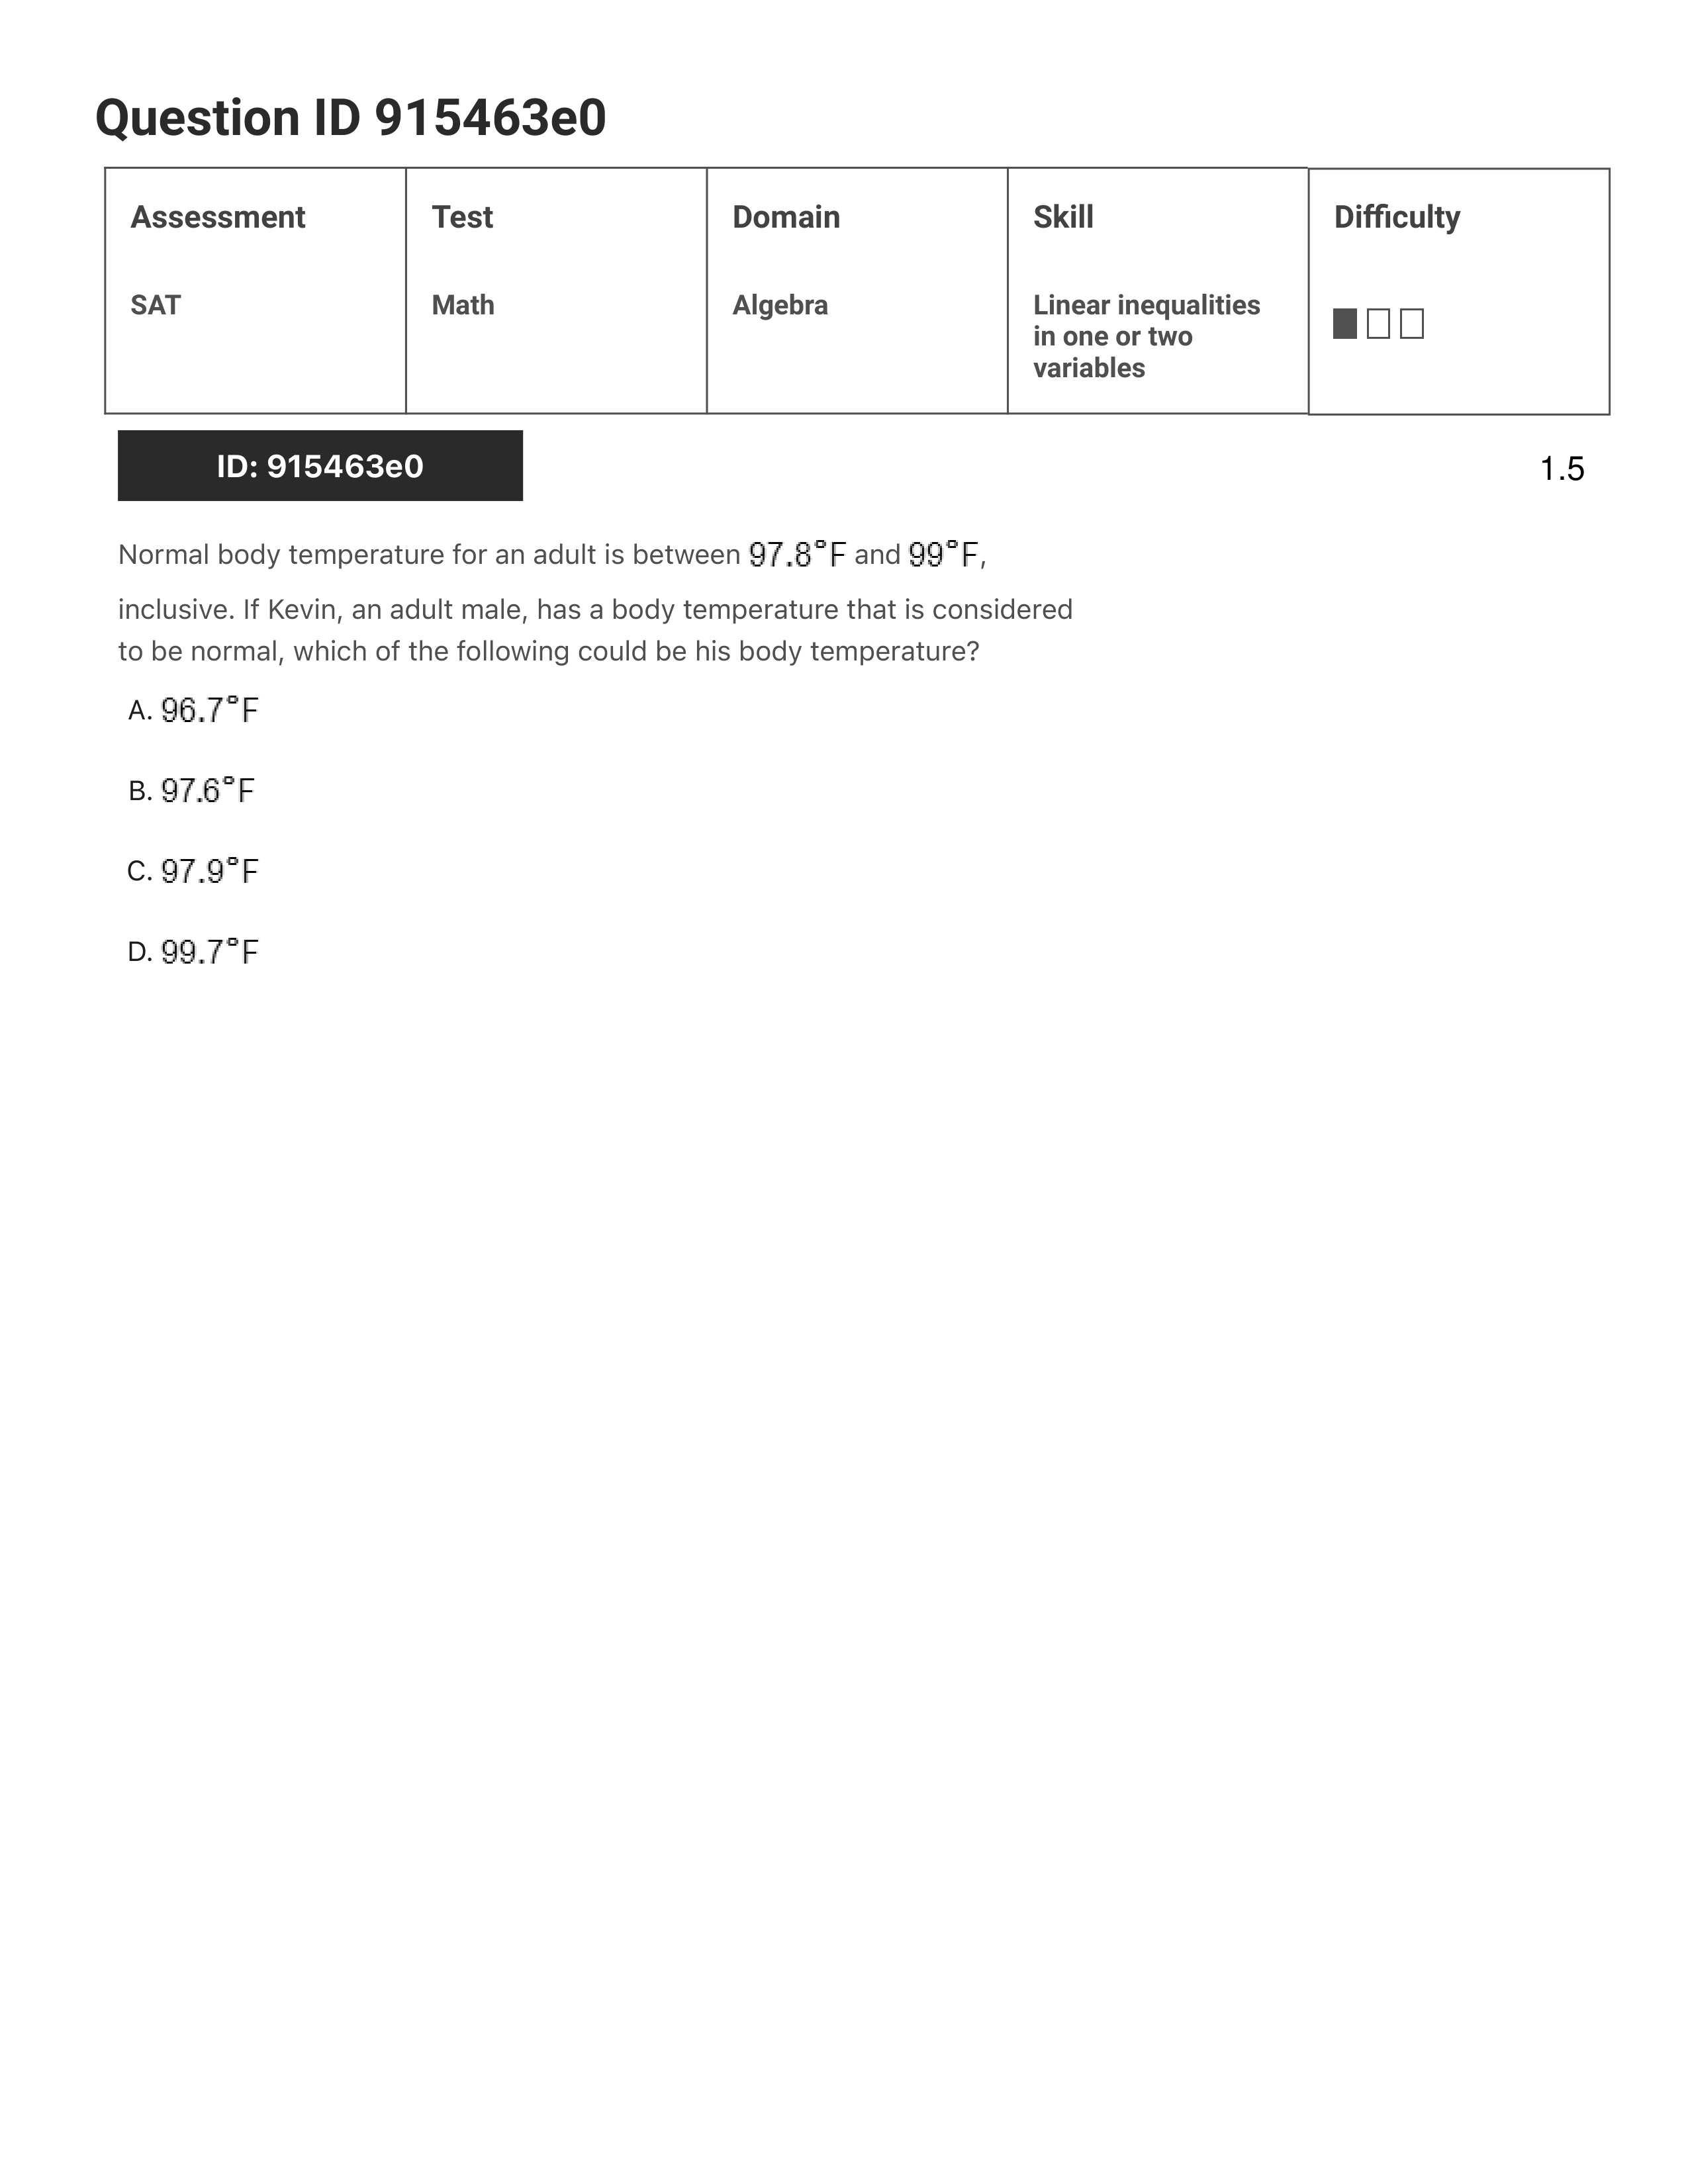 Question ID 915463e0
Assessment Test Domain Skill Difficulty
SAT Math Algebra Linear inequalities
in one or two
variables
ID: 915463e0 1.5
Normal body temperature for an adult is between 97.8°F and 99°F,
inclusive. If Kevin, an adult male, has a body temperature that is considered
to be normal, which of the following could be his body temperature?
A. 96.7°F
B. 97.6°F
C. 97.9°F
D. 99.7°F